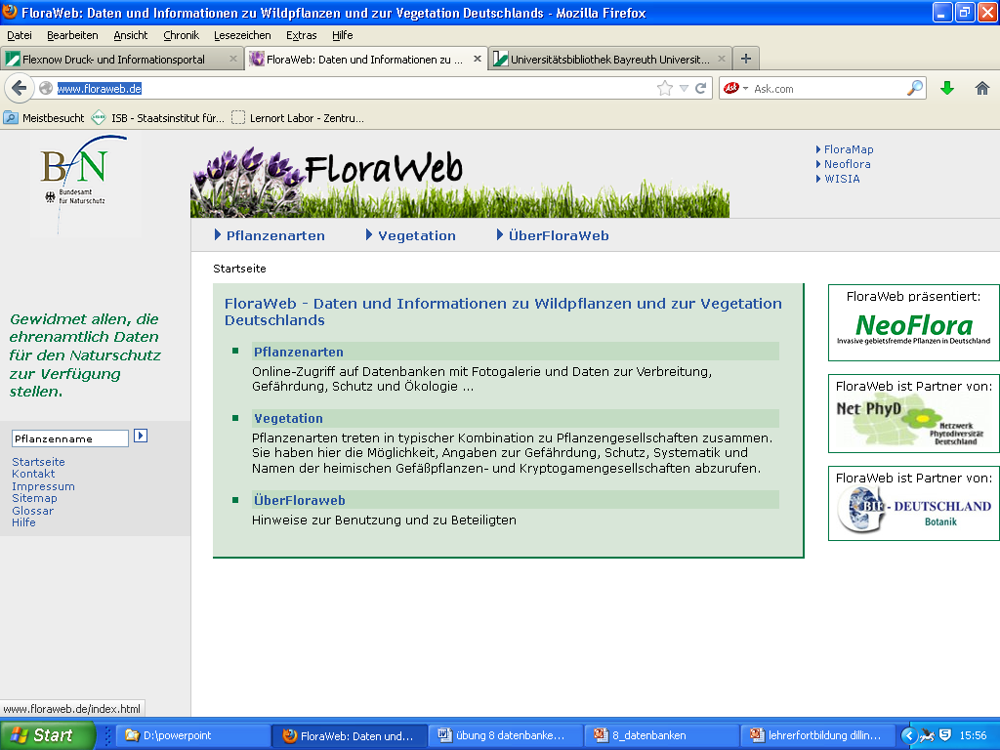 FloraWeb: Daten und Informationen zu Wildpflanzen und zur Vegetation Deutschlands - Mozilla Firefox
Datei Bearbeiten Ansicht Chronik Lesezeichen Extras Hilfe
Flexnow Druck- und Informationsportal
FloraWeb: Daten und Informationen zu ...
Universitätsbibliothek Bayreuth Universit...
www.floraweb.de
Ask Ask.com
Meistbesucht ISB - Staatsinstitut für... Lernort Labor - Zentru...
BfN
Bundesamt
für Naturschutz
FloraWeb
FloraMap
Neoflora
WISIA
Pflanzenarten Vegetation ÜberFloraWeb
Startseite
Gewidmet allen, die
ehrenamtlich Daten
für den Naturschutz
zur Verfügung
stellen.
Pflanzenname
Startseite
Kontakt
Impressum
Sitemap
Glossar
Hilfe
FloraWeb - Daten und Informationen zu Wildpflanzen und zur Vegetation
Deutschlands
Pflanzenarten
Online-Zugriff auf Datenbanken mit Fotogalerie und Daten zur Verbreitung,
Gefährdung, Schutz und Ökologie ...
Vegetation
Pflanzenarten treten in typischer Kombination zu Pflanzengesellschaften zusammen.
Sie haben hier die Möglichkeit, Angaben zur Gefährdung, Schutz, Systematik und
Namen der heimischen Gefäßpflanzen- und Kryptogamengesellschaften abzurufen.
ÜberFloraweb
Hinweise zur Benutzung und zu Beteiligten
FloraWeb präsentiert:
NeoFlora
Invasive gebietsfremde Pflanzen in Deutschland
FloraWeb ist Partner von:
Net PhyD
Netzwerk
Phytodiversität
Deutschland
FloraWeb ist Partner von:
GBIF - DEUTSCHLAND
Botanik
www.floraweb.de/index.html
Start D:\powerpoint FloraWeb: Daten und... übung 8 datenbanke... 8_datenbanken lehrerfortbildung dillin... 15:56